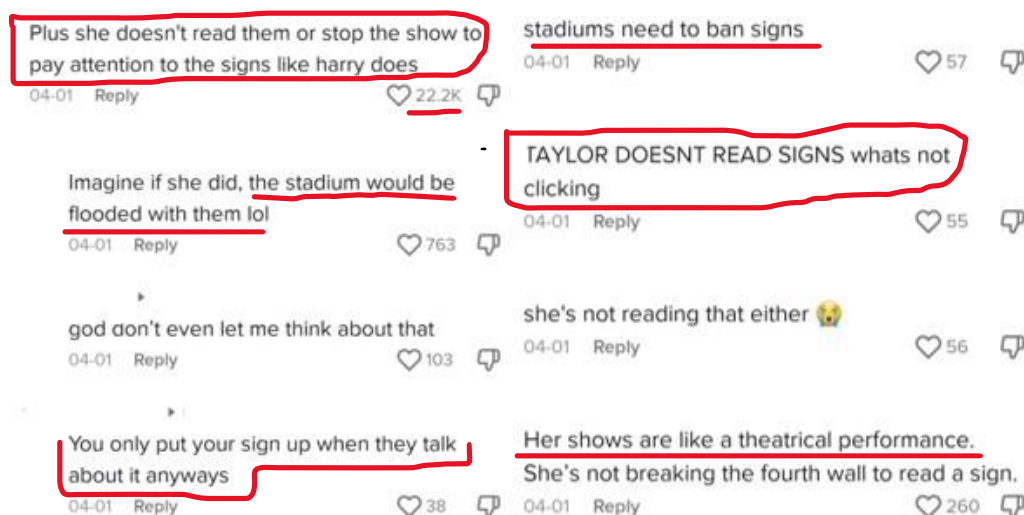 Plus she doesn't read them or stop the show to
pay attention to the signs like harry does
04-01 Reply 22.2K
Imagine if she did, the stadium would be
flooded with them lol
04-01 Reply 763
god don't even let me think about that
04-01 Reply 103
You only put your sign up when they talk
about it anyways
04-01 Reply 38
stadiums need to ban signs
04-01 Reply 57
TAYLOR DOESNT READ SIGNS whats not
clicking
04-01 Reply 55
she's not reading that either 😭
04-01 Reply 56
Her shows are like a theatrical performance.
She's not breaking the fourth wall to read a sign.
04-01 Reply 260